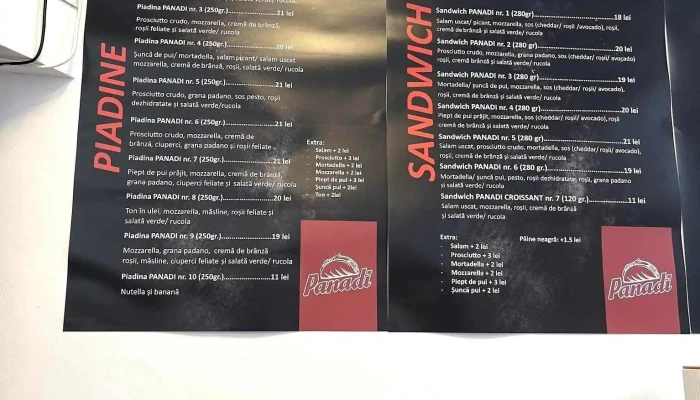 PIADINE
salată verde/ rucola
Piadina PANADI nr. 3 (250gr.)............21 lei
Prosciutto crudo, mozzarella, cremă de brânză,
roșii feliate și salată verde/ rucola
Piadina PANADI nr. 4 (250gr.)............20 lei
Șuncă de pui/ mortadella, salam picant/ salam uscat
mozzarella, cremă de brânză, roșii, salată verde/ rucola
Piadina PANADI nr. 5 (250gr.)............21 lei
Prosciutto crudo, grana padano, sos pesto, roșii
dezhidratate și salată verde/rucola
Piadina PANADI nr. 6 (250gr.)............21 lei
Prosciutto crudo, mozzarella, cremă de
brânză, ciuperci, grana padano și roșii feliate
Piadina PANADI nr. 7 (250gr.)............21 lei
Piept de pui prăjit, mozzarella, cremă de brânză,
grana padano, ciuperci feliate și salată verde/ rucola
Piadina PANADI nr. 8 (250gr.)............20 lei
Ton în ulei, mozzarella, măsline, roșii feliate și
salată verde/ rucola
Piadina PANADI nr. 9 (250gr.)............19 lei
Mozzarella, grana padano, cremă de brânză
roșii, măsline, ciuperci feliate și salată verde/ rucola
Piadina PANADI nr. 10 (250gr.)............11 lei
Nutella și banană
Extra:
- Salam + 2 lei
- Prosciutto + 3 lei
- Mortadella + 2 lei
- Mozzarella + 2 lei
- Piept de pui + 3 lei
- Șuncă pui + 2lei
- Ton + 2lei
Panadi
SANDWICH
Sandwich PANADI nr. 1 (280gr)............18 lei
Salam uscat/ picant, mozzarella, sos (cheddar/ roșii /avocado), roșii,
cremă de brânză și salată verde/ rucola
Sandwich PANADI nr. 2 (280 gr)............20 lei
Prosciutto crudo, mozzarella, grana padano, sos (cheddar/ roșii/ avocado)
roșii, cremă de brânză și salată verde/ rucola
Sandwich PANADI nr. 3 (280 gr)............19 lei
Mortadella/ șuncă de pui, mozzarella, sos (cheddar/ roșii/ avocado),
roșii, cremă de brânză și salată verde/ rucola
Sandwich PANADI nr. 4 (280 gr)............20 lei
Piept de pui prăjit, mozzarella, sos (cheddar/ roșii/ avocado), roșii
cremă de brânză și salată verde/ rucola
Sandwich PANADI nr. 5 (280 gr)............21 lei
Salam uscat, prosciutto crudo, mortadella, sos (cheddar/ roșii/ avocado),
roșii, cremă de brânză și salată verde/ rucola
Sandwich PANADI nr. 6 (280 gr.)............19 lei
Mortadella/ șuncă pui, pesto, roșii dezhidratate, roșii, grana padano
și salată verde/ rucola
Sandwich PANADI CROISSANT nr. 7 (120 gr.)............11 lei
Salam uscat, mozzarella, roșii, cremă de brânză
și salată verde/ rucola
Extra:
- Salam + 2 lei
- Prosciutto + 3 lei
- Mortadella + 2 lei
- Mozzarella + 2 lei
- Piept de pui + 3 lei
- Șuncă pui + 2 lei
Pâine neagră: +1.5 lei
Panadi